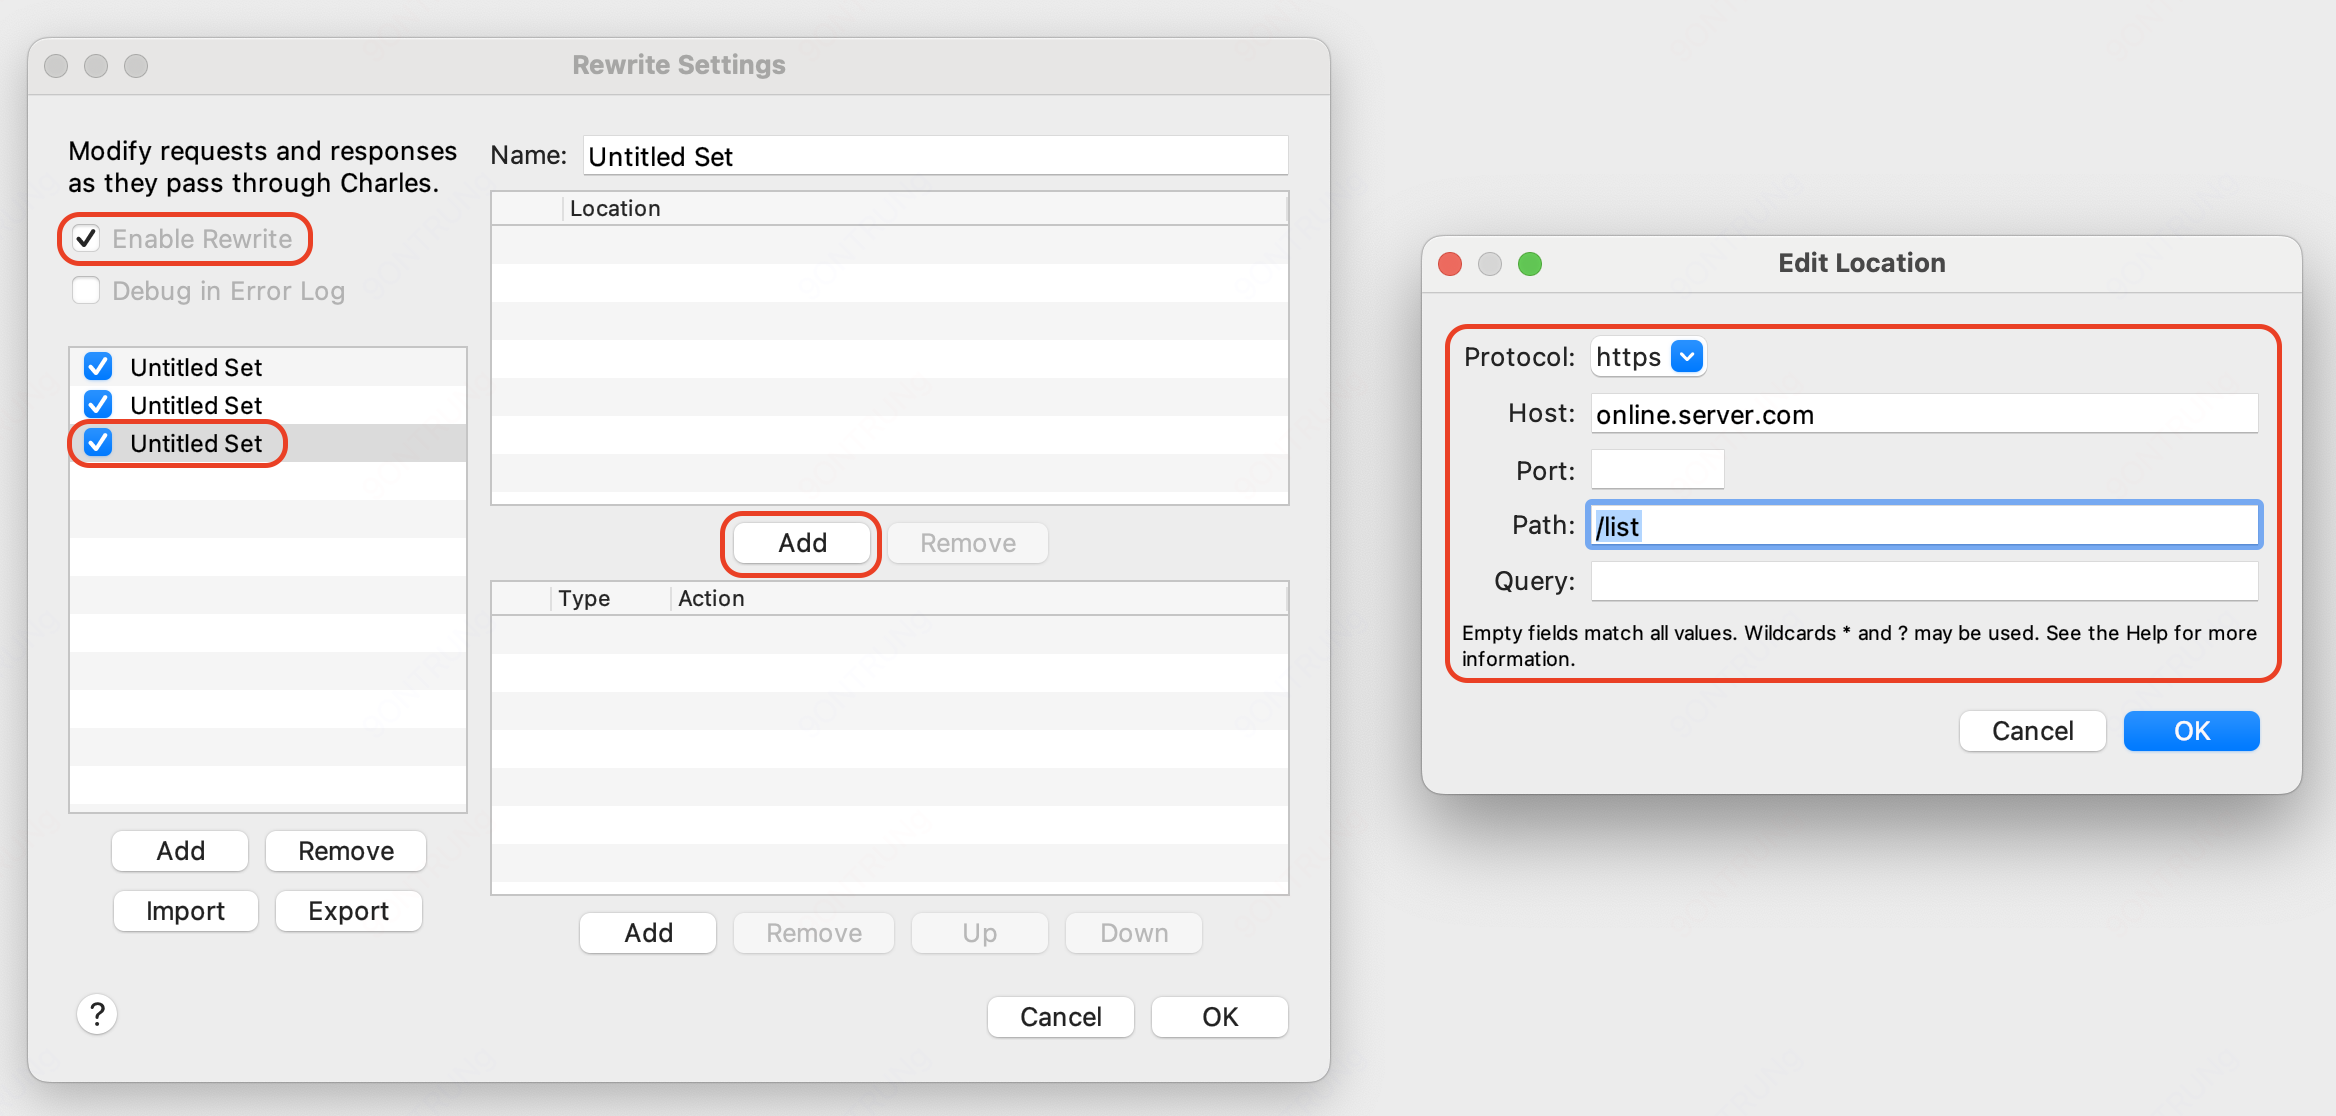 Rewrite Settings
Modify requests and responses
as they pass through Charles.
Enable Rewrite
Debug in Error Log
Untitled Set
Untitled Set
Untitled Set
Add
Remove
Import
Export
?
Name: Untitled Set
Location
Add
Remove
Type
Action
Add
Remove
Up
Down
Cancel
OK
Edit Location
Protocol: https
Host: online.server.com
Port:
Path: /list
Query:
Empty fields match all values. Wildcards * and ? may be used. See the Help for more
information.
Cancel
OK